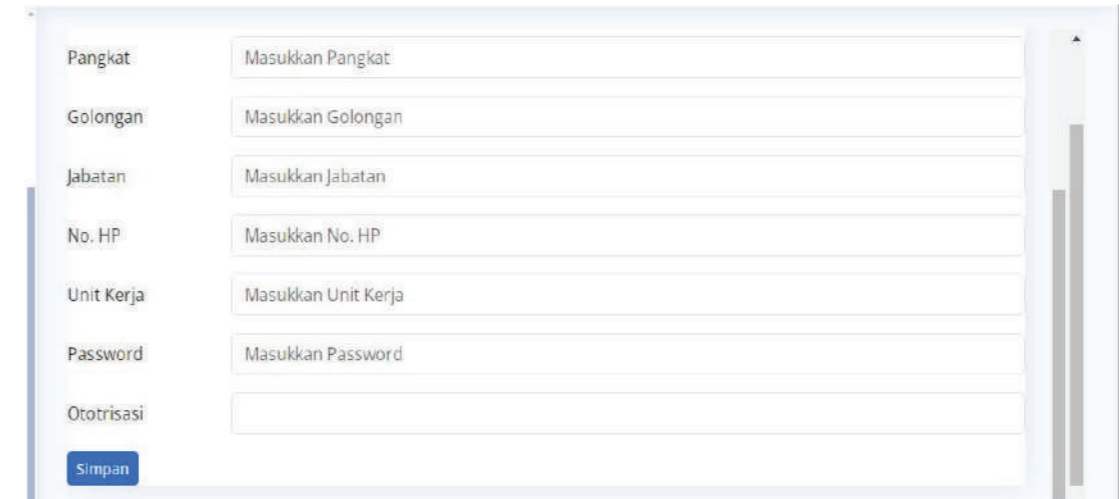 Pangkat Masukkan Pangkat
Golongan Masukkan Golongan
Jabatan Masukkan Jabatan
No. HP Masukkan No. HP
Unit Kerja Masukkan Unit Kerja
Password Masukkan Password
Ototrisasi
Simpan